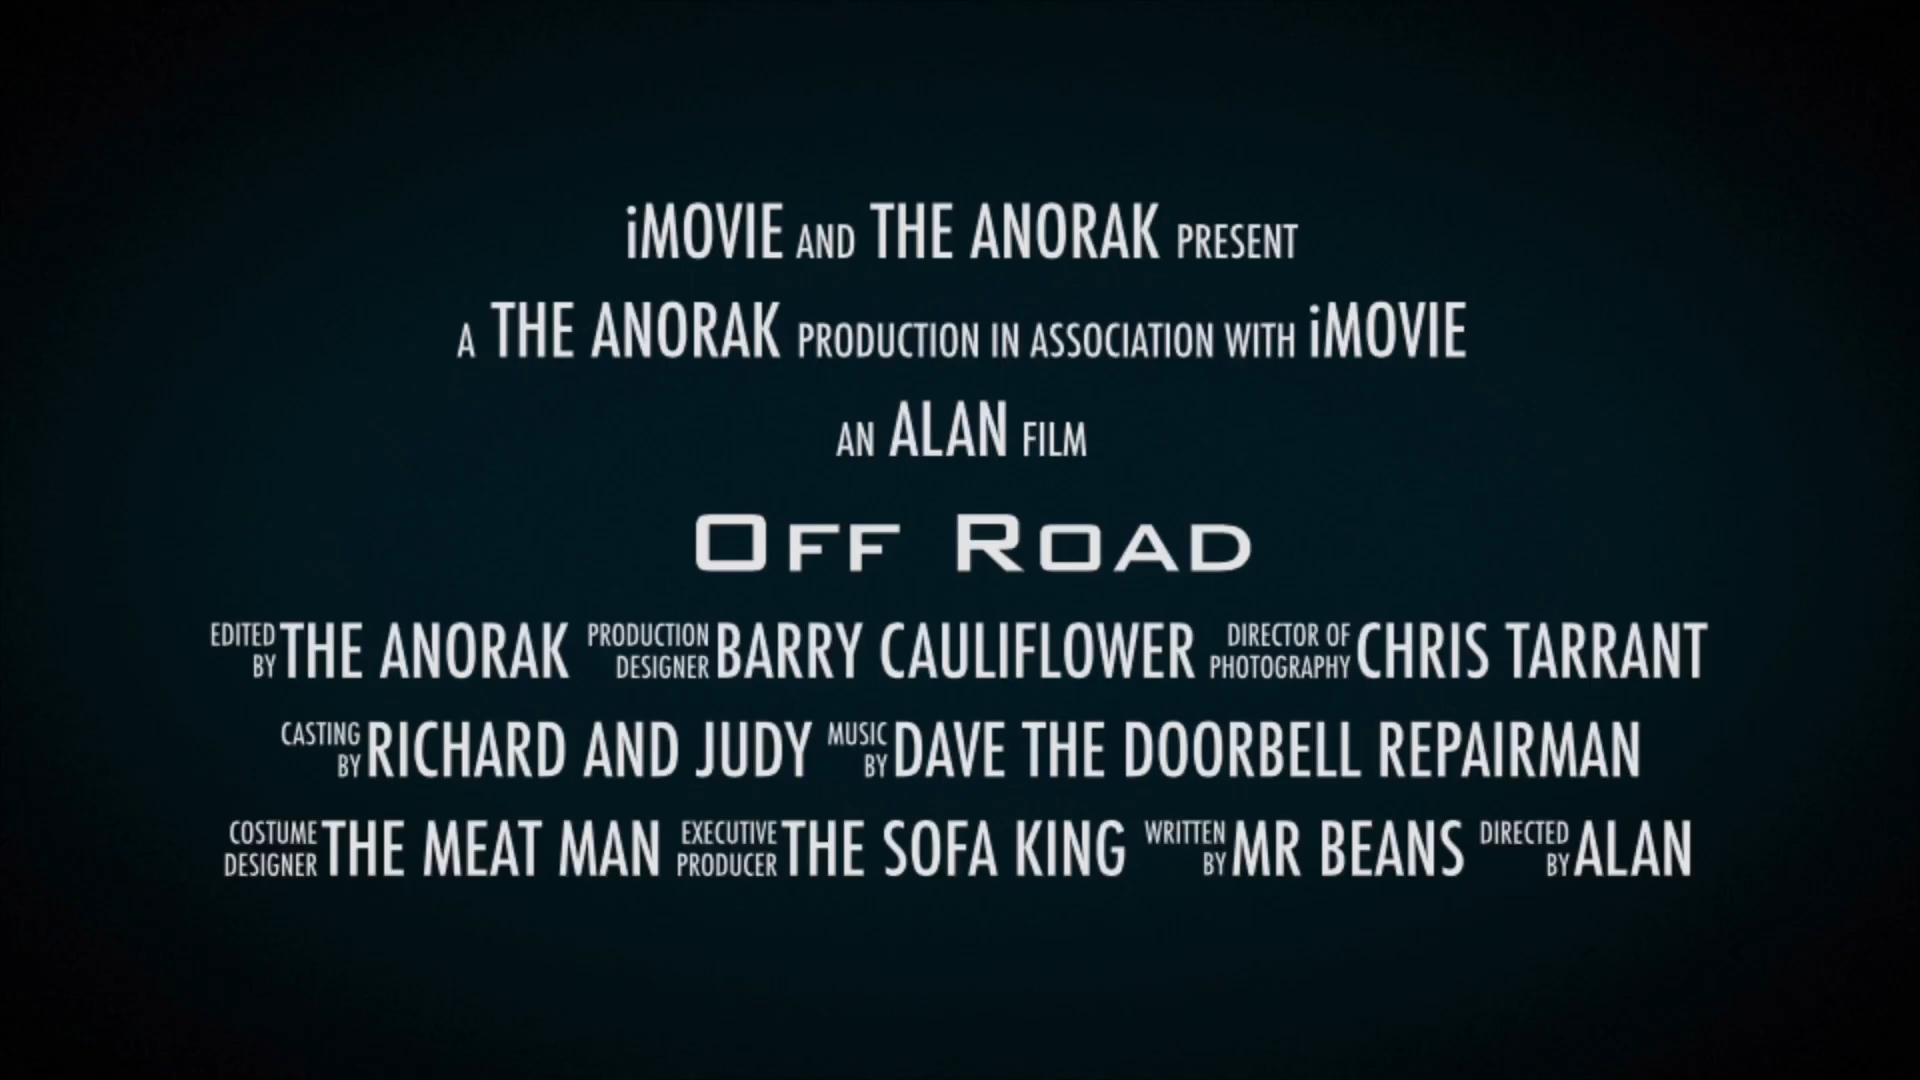 iMOVIE AND THE ANORAK PRESENT
A THE ANORAK PRODUCTION IN ASSOCIATION WITH iMOVIE
AN ALAN FILM
OFF ROAD
EDITED BY THE ANORAK PRODUCTION DESIGNER BARRY CAULIFLOWER DIRECTOR OF PHOTOGRAPHY CHRIS TARRANT
CASTING BY RICHARD AND JUDY MUSIC BY DAVE THE DOORBELL REPAIRMAN
COSTUME DESIGNER THE MEAT MAN EXECUTIVE PRODUCER THE SOFA KING WRITTEN BY MR BEANS DIRECTED BY ALAN